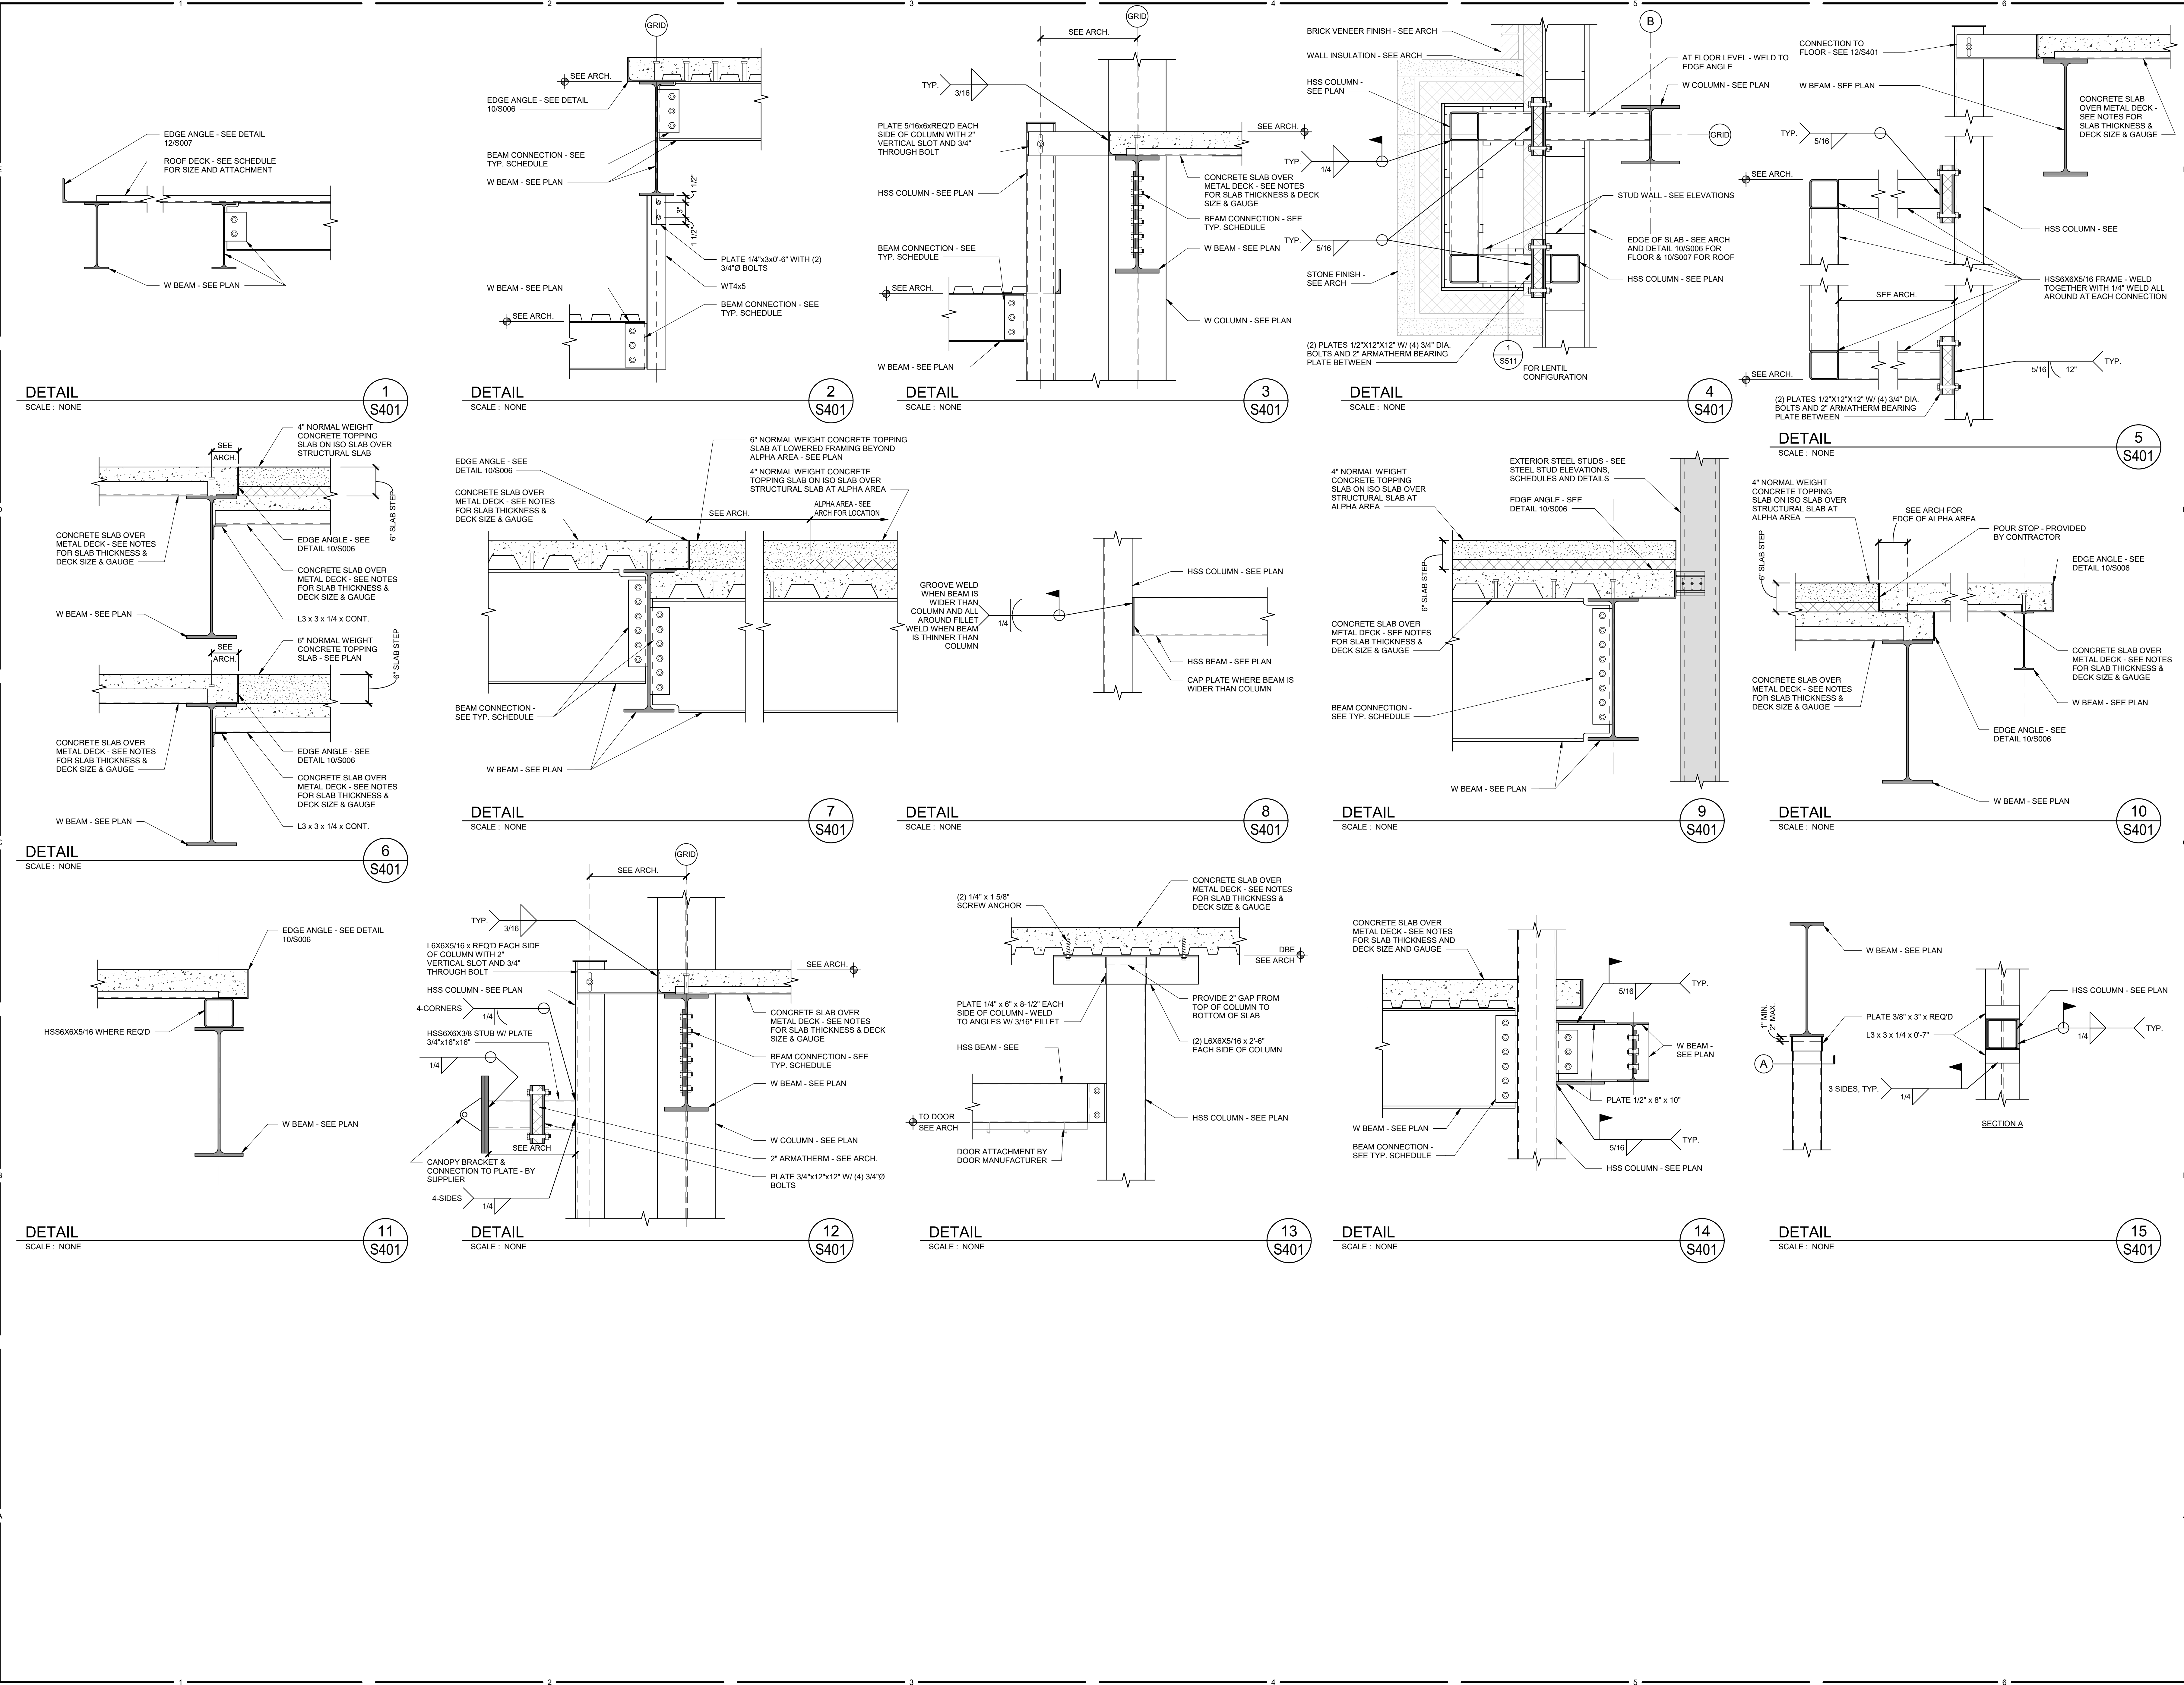 1
2
3
4
5
6
EDGE ANGLE - SEE DETAIL
12/S007
ROOF DECK - SEE SCHEDULE
FOR SIZE AND ATTACHMENT
W BEAM - SEE PLAN
DETAIL
SCALE : NONE
1
S401
GRID
SEE ARCH.
EDGE ANGLE - SEE DETAIL
10/S006
BEAM CONNECTION - SEE
TYP. SCHEDULE
W BEAM - SEE PLAN
1 1/2"
3"
1 1/2"
PLATE 1/4"x3x0'-6" WITH (2)
3/4"Ø BOLTS
WT4x5
W BEAM - SEE PLAN
BEAM CONNECTION - SEE
TYP. SCHEDULE
SEE ARCH.
DETAIL
SCALE : NONE
2
S401
GRID
SEE ARCH.
TYP.
3/16
PLATE 5/16x6xREQ'D EACH
SIDE OF COLUMN WITH 2"
VERTICAL SLOT AND 3/4"
THROUGH BOLT
SEE ARCH.
HSS COLUMN - SEE PLAN
CONCRETE SLAB OVER
METAL DECK - SEE NOTES
FOR SLAB THICKNESS & DECK
SIZE & GAUGE
BEAM CONNECTION - SEE
TYP. SCHEDULE
W BEAM - SEE PLAN
BEAM CONNECTION - SEE
TYP. SCHEDULE
SEE ARCH.
W COLUMN - SEE PLAN
W BEAM - SEE PLAN
DETAIL
SCALE : NONE
3
S401
BRICK VENEER FINISH - SEE ARCH
WALL INSULATION - SEE ARCH
HSS COLUMN -
SEE PLAN
B
AT FLOOR LEVEL - WELD TO
EDGE ANGLE
W COLUMN - SEE PLAN
GRID
TYP.
1/4
STUD WALL - SEE ELEVATIONS
TYP.
5/16
EDGE OF SLAB - SEE ARCH
AND DETAIL 10/S006 FOR
FLOOR & 10/S007 FOR ROOF
STONE FINISH -
SEE ARCH
HSS COLUMN - SEE PLAN
(2) PLATES 1/2"X12"X12" W/ (4) 3/4" DIA.
BOLTS AND 2" ARMATHERM BEARING
PLATE BETWEEN
1
S511
FOR LENTIL
CONFIGURATION
DETAIL
SCALE : NONE
4
S401
CONNECTION TO
FLOOR - SEE 12/S401
W BEAM - SEE PLAN
CONCRETE SLAB
OVER METAL DECK -
SEE NOTES FOR
SLAB THICKNESS &
DECK SIZE & GAUGE
TYP.
5/16
SEE ARCH.
HSS COLUMN - SEE
HSS6X6X5/16 FRAME - WELD
TOGETHER WITH 1/4" WELD ALL
AROUND AT EACH CONNECTION
SEE ARCH.
5/16
12"
TYP.
SEE ARCH.
(2) PLATES 1/2"X12"X12" W/ (4) 3/4" DIA.
BOLTS AND 2" ARMATHERM BEARING
PLATE BETWEEN
DETAIL
SCALE : NONE
5
S401
4" NORMAL WEIGHT
CONCRETE TOPPING
SLAB ON ISO SLAB OVER
STRUCTURAL SLAB
SEE
ARCH.
6" SLAB STEP
CONCRETE SLAB OVER
METAL DECK - SEE NOTES
FOR SLAB THICKNESS &
DECK SIZE & GAUGE
EDGE ANGLE - SEE
DETAIL 10/S006
CONCRETE SLAB OVER
METAL DECK - SEE NOTES
FOR SLAB THICKNESS &
DECK SIZE & GAUGE
W BEAM - SEE PLAN
L3 x 3 x 1/4 x CONT.
6" NORMAL WEIGHT
CONCRETE TOPPING
SLAB - SEE PLAN
SEE
ARCH.
6" SLAB STEP
CONCRETE SLAB OVER
METAL DECK - SEE NOTES
FOR SLAB THICKNESS &
DECK SIZE & GAUGE
EDGE ANGLE - SEE
DETAIL 10/S006
CONCRETE SLAB OVER
METAL DECK - SEE NOTES
FOR SLAB THICKNESS &
DECK SIZE & GAUGE
W BEAM - SEE PLAN
L3 x 3 x 1/4 x CONT.
DETAIL
SCALE : NONE
6
S401
EDGE ANGLE - SEE
DETAIL 10/S006
6" NORMAL WEIGHT CONCRETE TOPPING
SLAB AT LOWERED FRAMING BEYOND
ALPHA AREA - SEE PLAN
4" NORMAL WEIGHT CONCRETE
TOPPING SLAB ON ISO SLAB OVER
STRUCTURAL SLAB AT ALPHA AREA
CONCRETE SLAB OVER
METAL DECK - SEE NOTES
FOR SLAB THICKNESS &
DECK SIZE & GAUGE
SEE ARCH.
ALPHA AREA - SEE
ARCH FOR LOCATION
BEAM CONNECTION -
SEE TYP. SCHEDULE
W BEAM - SEE PLAN
DETAIL
SCALE : NONE
7
S401
GROOVE WELD
WHEN BEAM IS
WIDER THAN
COLUMN AND ALL
AROUND FILLET
WELD WHEN BEAM
IS THINNER THAN
COLUMN
1/4
HSS COLUMN - SEE PLAN
HSS BEAM - SEE PLAN
CAP PLATE WHERE BEAM IS
WIDER THAN COLUMN
DETAIL
SCALE : NONE
8
S401
4" NORMAL WEIGHT
CONCRETE TOPPING
SLAB ON ISO SLAB OVER
STRUCTURAL SLAB AT
ALPHA AREA
EXTERIOR STEEL STUDS - SEE
STEEL STUD ELEVATIONS,
SCHEDULES AND DETAILS
EDGE ANGLE - SEE
DETAIL 10/S006
6" SLAB STEP
CONCRETE SLAB OVER
METAL DECK - SEE NOTES
FOR SLAB THICKNESS &
DECK SIZE & GAUGE
BEAM CONNECTION -
SEE TYP. SCHEDULE
W BEAM - SEE PLAN
DETAIL
SCALE : NONE
9
S401
4" NORMAL WEIGHT
CONCRETE TOPPING
SLAB ON ISO SLAB OVER
STRUCTURAL SLAB AT
ALPHA AREA
SEE ARCH FOR
EDGE OF ALPHA AREA
POUR STOP - PROVIDED
BY CONTRACTOR
6" SLAB STEP
EDGE ANGLE - SEE
DETAIL 10/S006
CONCRETE SLAB OVER
METAL DECK - SEE NOTES
FOR SLAB THICKNESS &
DECK SIZE & GAUGE
CONCRETE SLAB OVER
METAL DECK - SEE NOTES
FOR SLAB THICKNESS &
DECK SIZE & GAUGE
W BEAM - SEE PLAN
EDGE ANGLE - SEE
DETAIL 10/S006
W BEAM - SEE PLAN
DETAIL
SCALE : NONE
10
S401
EDGE ANGLE - SEE DETAIL
10/S006
HSS6X6X5/16 WHERE REQ'D
W BEAM - SEE PLAN
DETAIL
SCALE : NONE
11
S401
GRID
SEE ARCH.
TYP.
3/16
L6X6X5/16 x REQ'D EACH SIDE
OF COLUMN WITH 2"
VERTICAL SLOT AND 3/4"
THROUGH BOLT
SEE ARCH.
HSS COLUMN - SEE PLAN
4-CORNERS
1/4
HSS6X6X3/8 STUB W/ PLATE
3/4"x16"x16"
1/4
CONCRETE SLAB OVER
METAL DECK - SEE NOTES
FOR SLAB THICKNESS & DECK
SIZE & GAUGE
BEAM CONNECTION - SEE
TYP. SCHEDULE
W BEAM - SEE PLAN
SEE ARCH
W COLUMN - SEE PLAN
2" ARMATHERM - SEE ARCH.
PLATE 3/4"x12"x12" W/ (4) 3/4"Ø
BOLTS
CANOPY BRACKET &
CONNECTION TO PLATE - BY
SUPPLIER
4-SIDES
1/4
DETAIL
SCALE : NONE
12
S401
(2) 1/4" x 1 5/8"
SCREW ANCHOR
CONCRETE SLAB OVER
METAL DECK - SEE NOTES
FOR SLAB THICKNESS &
DECK SIZE & GAUGE
DBE
SEE ARCH
PLATE 1/4" x 6" x 8-1/2" EACH
SIDE OF COLUMN - WELD
TO ANGLES W/ 3/16" FILLET
PROVIDE 2" GAP FROM
TOP OF COLUMN TO
BOTTOM OF SLAB
HSS BEAM - SEE
(2) L6X6X5/16 x 2'-6"
EACH SIDE OF COLUMN
TO DOOR
SEE ARCH
HSS COLUMN - SEE PLAN
DOOR ATTACHMENT BY
DOOR MANUFACTURER
DETAIL
SCALE : NONE
13
S401
CONCRETE SLAB OVER
METAL DECK - SEE NOTES
FOR SLAB THICKNESS AND
DECK SIZE AND GAUGE
5/16
TYP.
W BEAM -
SEE PLAN
PLATE 1/2" x 8" x 10"
W BEAM - SEE PLAN
BEAM CONNECTION -
SEE TYP. SCHEDULE
5/16
TYP.
HSS COLUMN - SEE PLAN
DETAIL
SCALE : NONE
14
S401
W BEAM - SEE PLAN
1" MIN.
2" MAX.
PLATE 3/8" x 3" x REQ'D
L3 x 3 x 1/4 x 0'-7"
HSS COLUMN - SEE PLAN
1/4
TYP.
A
3 SIDES, TYP.
1/4
SECTION A
DETAIL
SCALE : NONE
15
S401
1
2
3
4
5
6